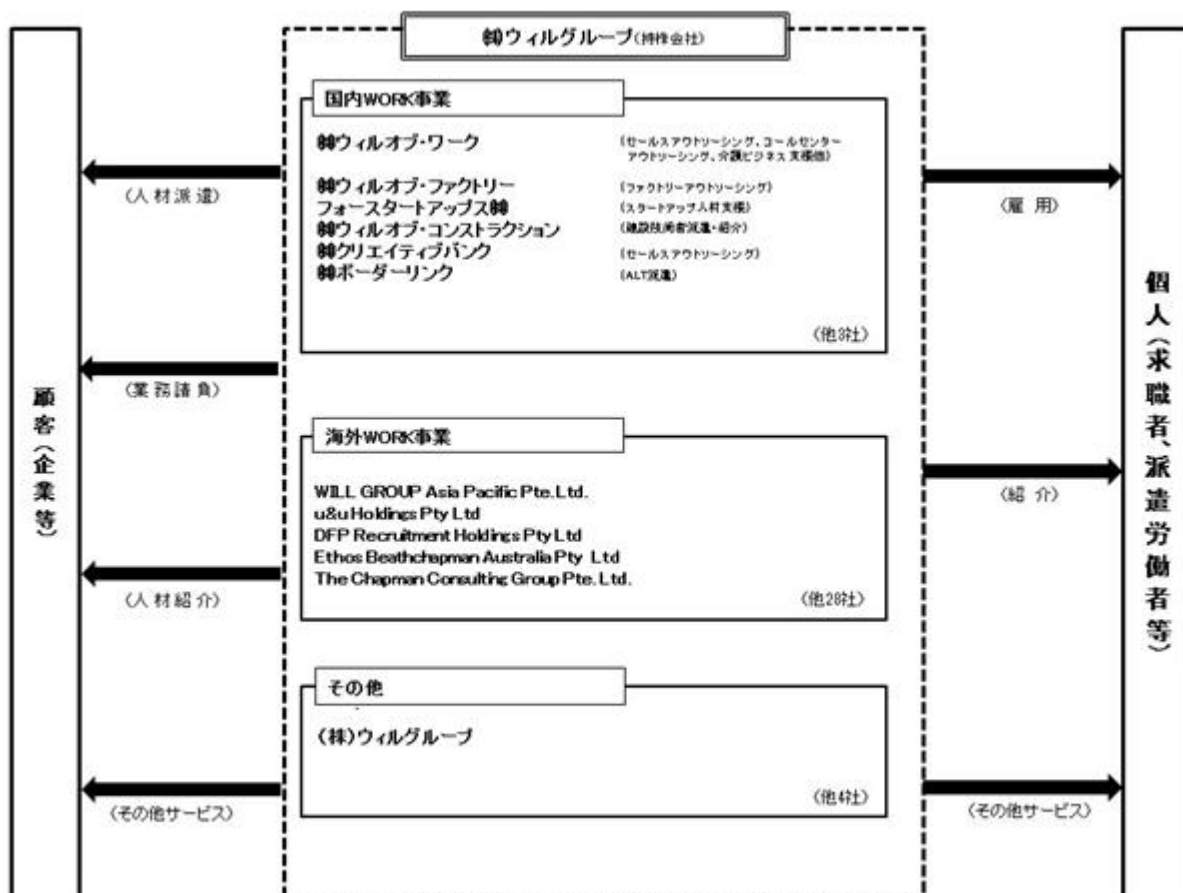 ㈱ウィルグループ(持株会社)
国内WORK事業
㈱ウィルオブ・ワーク
(セールスアウトソーシング、コールセンター
アウトソーシング、介護ビジネス支援他)
㈱ウィルオブ・ファクトリー
(ファクトリーアウトソーシング)
フォースタートアップス㈱
(スタートアップ人材支援)
㈱ウィルオブ・コンストラクション
(建設技術者派遣・紹介)
㈱クリエイティブバンク
(セールスアウトソーシング)
㈱ボーダーリンク
(ALT派遣)
(他3社)
海外WORK事業
WILL GROUP Asia Pacific Pte.Ltd.
u&u Holdings Pty Ltd
DFP Recruitment Holdings Pty Ltd
Ethos Beathchapman Australia Pty Ltd
The Chapman Consulting Group Pte. Ltd.
(他28社)
その他
(株)ウィルグループ
(他4社)
顧客(企業等)
(人材派遣)
(業務請負)
(人材紹介)
(その他サービス)
(雇用)
(紹介)
(その他サービス)
個人(求職者、派遣労働者等)